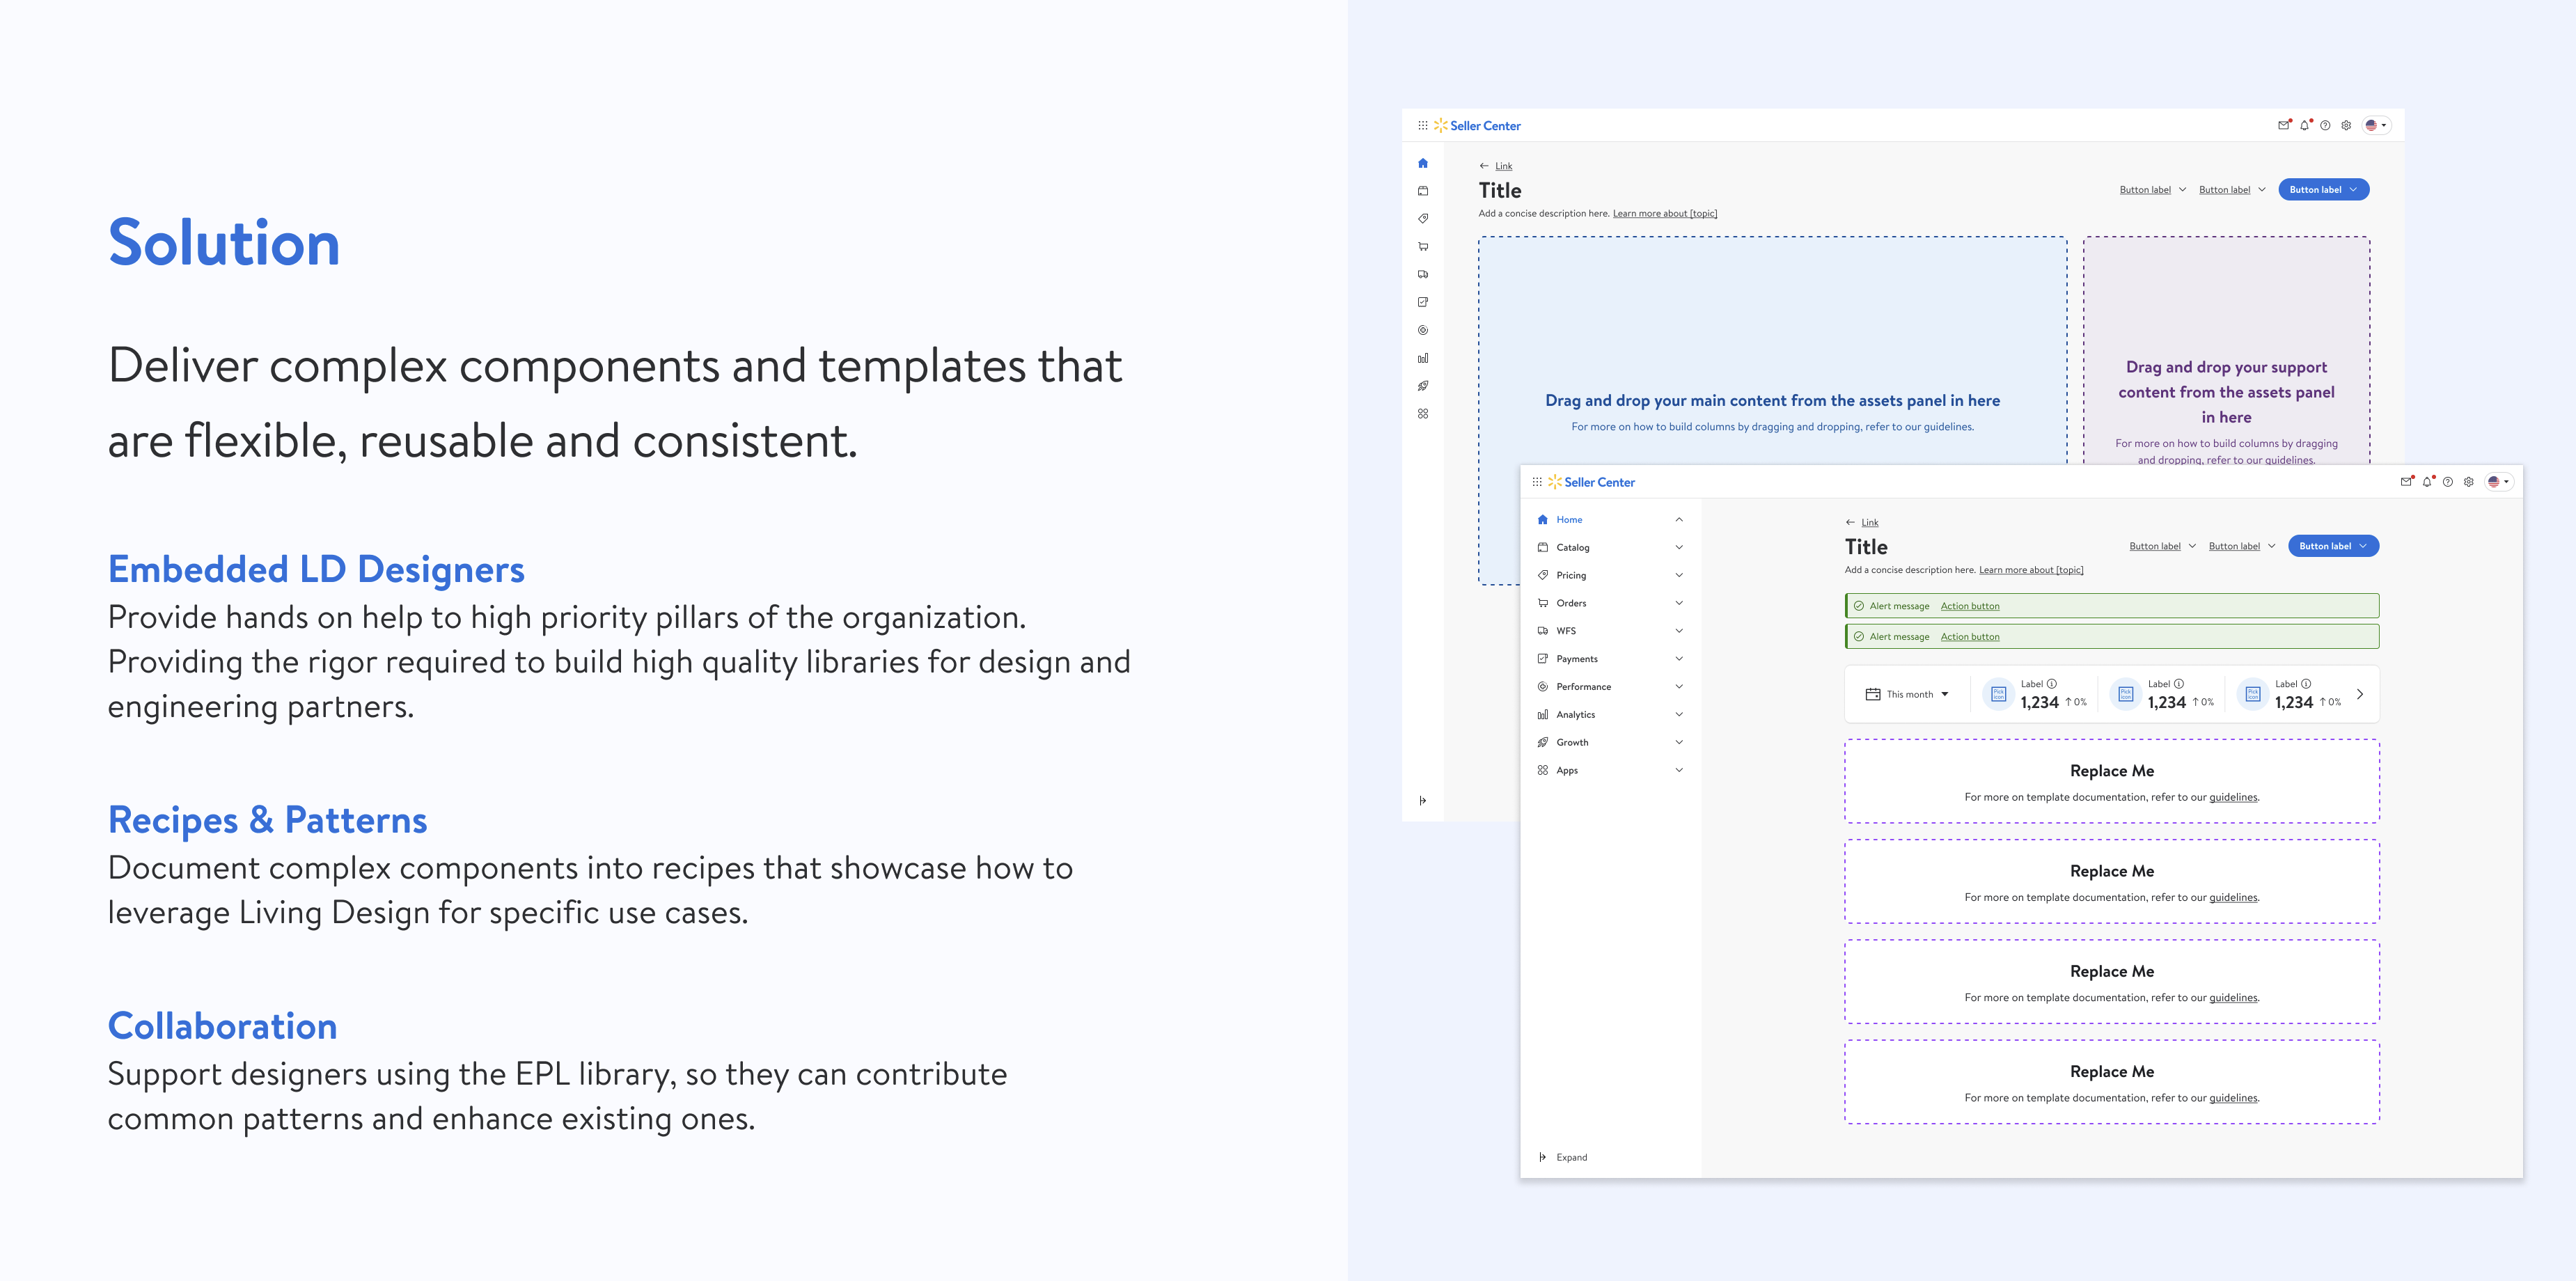 Solution
Deliver complex components and templates that
are flexible, reusable and consistent.
Embedded LD Designers
Provide hands on help to high priority pillars of the organization.
Providing the rigor required to build high quality libraries for design and
engineering partners.
Recipes & Patterns
Document complex components into recipes that showcase how to
leverage Living Design for specific use cases.
Collaboration
Support designers using the EPL library, so they can contribute
common patterns and enhance existing ones.
Seller Center
Link
Title
Button label
Button label
Button label
Add a concise description here. Learn more about [topic]
Drag and drop your main content from the assets panel in here
For more on how to build columns by dragging and dropping, refer to our guidelines.
Drag and drop your support
content from the assets panel
in here
For more on how to build columns by dragging
and dropping, refer to our guidelines.
Seller Center
Home
Catalog
Pricing
Orders
WFS
Payments
Performance
Analytics
Growth
Apps
Expand
Link
Title
Button label
Button label
Button label
Add a concise description here. Learn more about [topic]
Alert message Action button
Alert message Action button
This month
Label
1,234 ↑ 0%
Label
1,234 ↑ 0%
Label
1,234 ↑ 0%
Replace Me
For more on template documentation, refer to our guidelines.
Replace Me
For more on template documentation, refer to our guidelines.
Replace Me
For more on template documentation, refer to our guidelines.
Replace Me
For more on template documentation, refer to our guidelines.